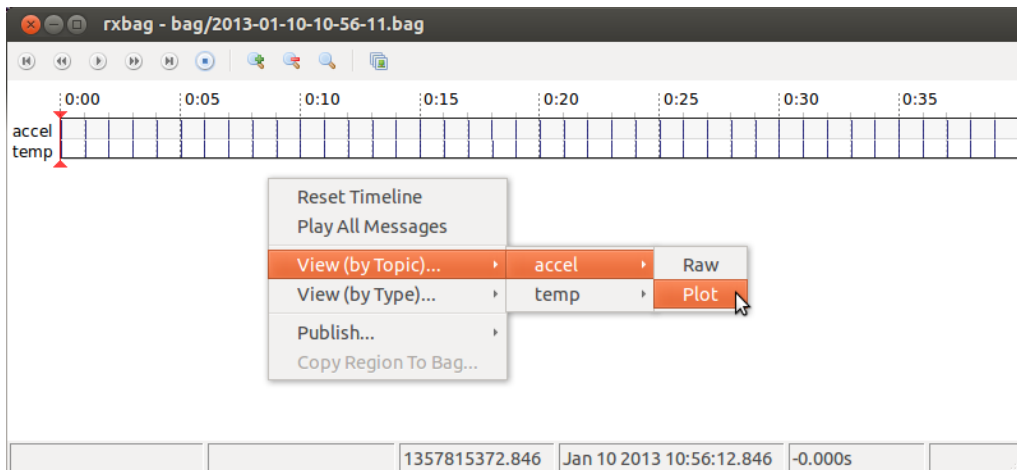 rxbag - bag/2013-01-10-10-56-11.bag
0:00 0:05 0:10 0:15 0:20 0:25 0:30 0:35
accel
temp
Reset Timeline
Play All Messages
View (by Topic)... accel Raw
View (by Type)... temp Plot
Publish...
Copy Region To Bag...
1357815372.846 Jan 10 2013 10:56:12.846 -0.000s